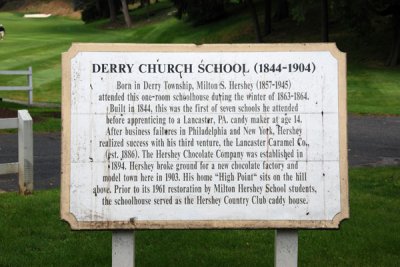 DERRY CHURCH SCHOOL (1844-1904)
Born in Derry Township, Milton S. Hershey (1857-1945)
attended this one-room schoolhouse during the winter of 1863-1864.
Built in 1844, this was the first of seven schools he attended
before apprenticing to a Lancaster, PA. candy maker at age 14.
After business failures in Philadelphia and New York, Hershey
realized success with his third venture, the Lancaster Caramel Co.,
(est. 1886). The Hershey Chocolate Company was established in
1894. Hershey broke ground for a new chocolate factory and
model town here in 1903. His home "High Point" sits on the hill
above. Prior to its 1961 restoration by Milton Hershey School students,
the schoolhouse served as the Hershey Country Club caddy house.